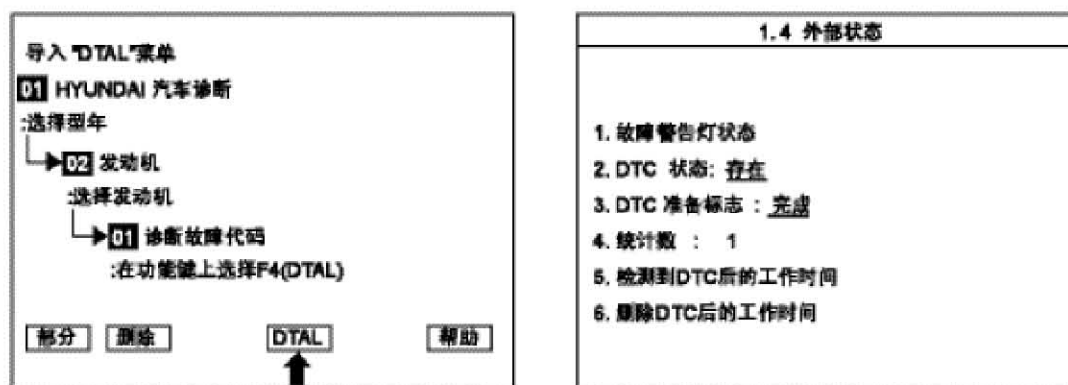 导入"DTAL"菜单
01 HYUNDAI 汽车诊断
:选择型年
02 发动机
:选择发动机
01 诊断故障代码
:在功能键上选择F4(DTAL)
部分 删除 DTAL 帮助
1.4 外部状态
1. 故障警告灯状态
2. DTC 状态: 存在
3. DTC 准备标志 : 完成
4. 统计数 : 1
5. 检测到DTC后的工作时间
6. 删除DTC后的工作时间